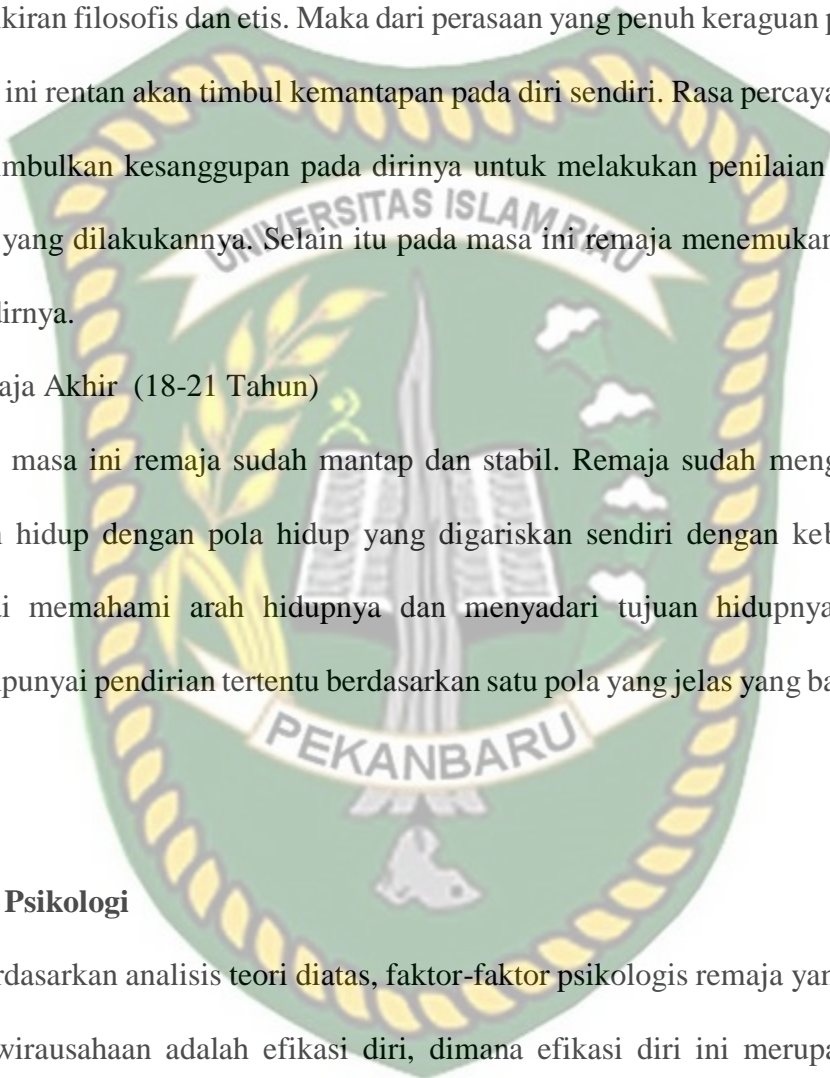 kiran filosofis dan etis. Maka dari perasaan yang penuh keraguan
ini rentan akan timbul kemantapan pada diri sendiri. Rasa percaya
imbulkan kesanggupan pada dirinya untuk melakukan penilaian
yang dilakukannya. Selain itu pada masa ini remaja menemukan
dirnya.
aja Akhir (18-21 Tahun)
masa ini remaja sudah mantap dan stabil. Remaja sudah meng
hidup dengan pola hidup yang digariskan sendiri dengan keb
i memahami arah hidupnya dan menyadari tujuan hidupnya
punyai pendirian tertentu berdasarkan satu pola yang jelas yang ba
Psikologi
rdasarkan analisis teori diatas, faktor-faktor psikologis remaja yan
wirausahaan adalah efikasi diri, dimana efikasi diri ini merupa
UNIVERSITAS ISLAM RIAU
PEKANBARU